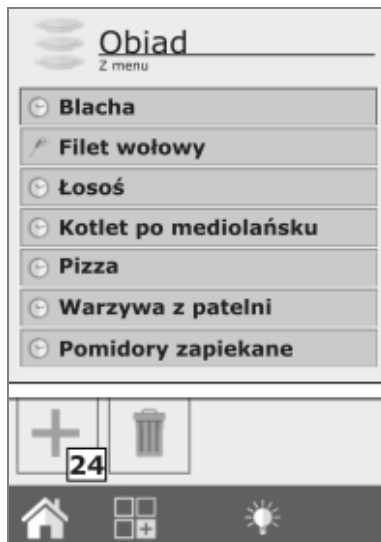 Obiad
Z menu
Blacha
Filet wołowy
Łosoś
Kotlet po mediolańsku
Pizza
Warzywa z patelni
Pomidory zapiekane
24